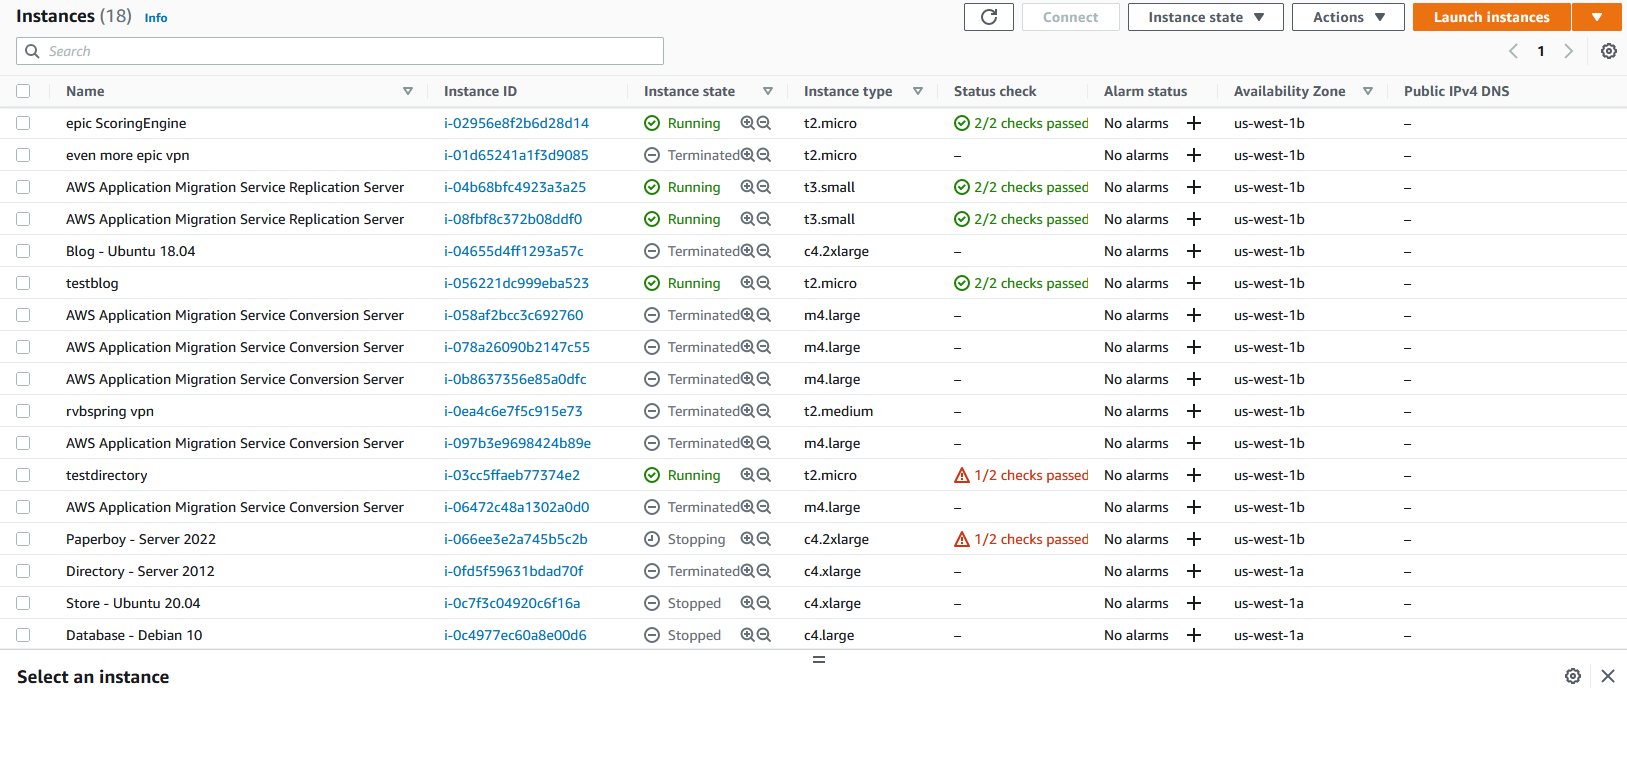 Instances (18) Info Connect Instance state Actions Launch instances
Search 1
Name Instance ID Instance state Instance type Status check Alarm status Availability Zone Public IPv4 DNS
epic ScoringEngine i-02956e8f2b6d28d14 Running t2.micro 2/2 checks passed No alarms us-west-1b –
even more epic vpn i-01d65241a1f3d9085 Terminated t2.micro – No alarms us-west-1b –
AWS Application Migration Service Replication Server i-04b68bfc4923a3a25 Running t3.small 2/2 checks passed No alarms us-west-1b –
AWS Application Migration Service Replication Server i-08fbf8c372b08ddf0 Running t3.small 2/2 checks passed No alarms us-west-1b –
Blog - Ubuntu 18.04 i-04655d4ff1293a57c Terminated c4.2xlarge – No alarms us-west-1b –
testblog i-056221dc999eba523 Running t2.micro 2/2 checks passed No alarms us-west-1b –
AWS Application Migration Service Conversion Server i-058af2bcc3c692760 Terminated m4.large – No alarms us-west-1b –
AWS Application Migration Service Conversion Server i-078a26090b2147c55 Terminated m4.large – No alarms us-west-1b –
AWS Application Migration Service Conversion Server i-0b8637356e85a0dfc Terminated m4.large – No alarms us-west-1b –
rvbspring vpn i-0ea4c6e7f5c915e73 Terminated t2.medium – No alarms us-west-1b –
AWS Application Migration Service Conversion Server i-097b3e9698424b89e Terminated m4.large – No alarms us-west-1b –
testdirectory i-03cc5ffaeb77374e2 Running t2.micro 1/2 checks passed No alarms us-west-1b –
AWS Application Migration Service Conversion Server i-06472c48a1302a0d0 Terminated m4.large – No alarms us-west-1b –
Paperboy - Server 2022 i-066ee3e2a745b5c2b Stopping c4.2xlarge 1/2 checks passed No alarms us-west-1b –
Directory - Server 2012 i-0fd5f59631bdad70f Terminated c4.xlarge – No alarms us-west-1a –
Store - Ubuntu 20.04 i-0c7f3c04920c6f16a Stopped c4.xlarge – No alarms us-west-1a –
Database - Debian 10 i-0c4977ec60a8e00d6 Stopped c4.large – No alarms us-west-1a –
Select an instance